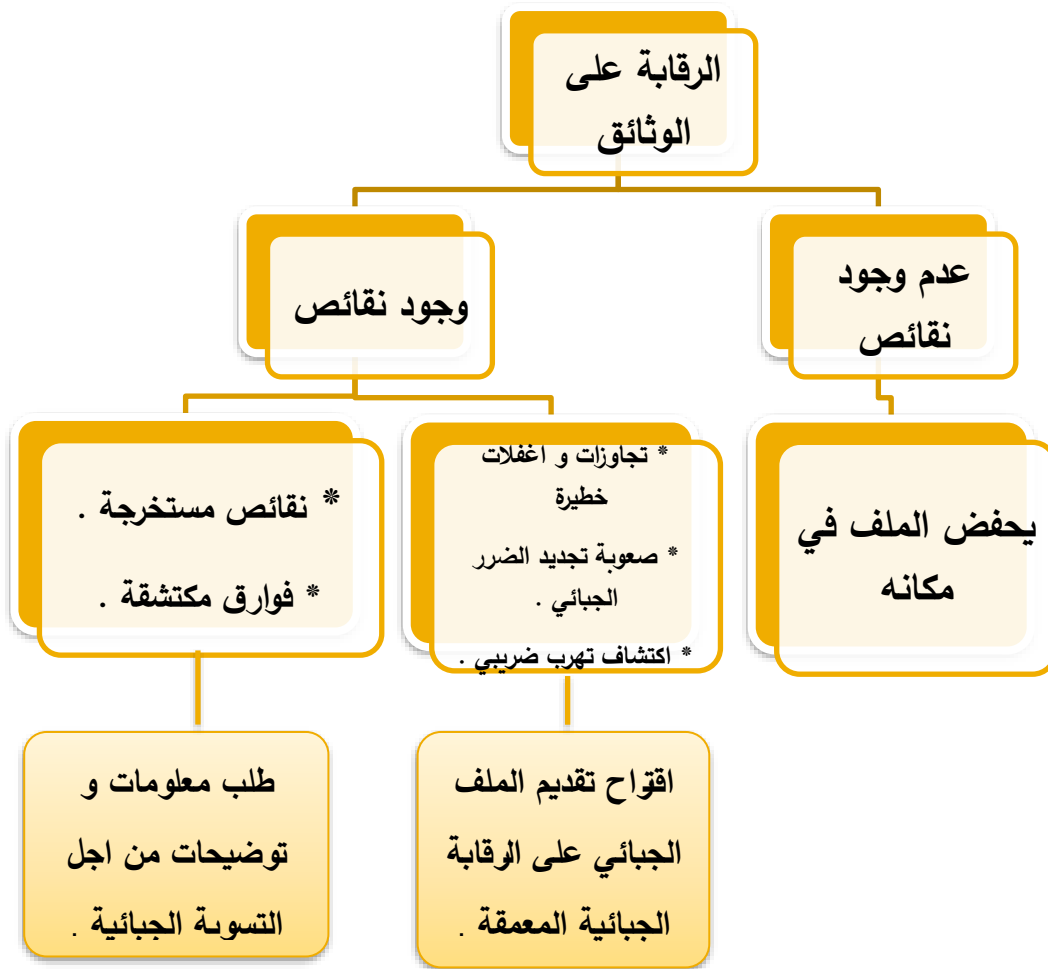 الرقابة على
الوثائق
عدم وجود
نقائص
وجود نقائص
يحفض الملف في
مكانه
* تجاوزات و اغفلات
خطيرة
* صعوبة تجديد الضرر
الجبائي .
* اكتشاف تهرب ضريبي .
* نقائص مستخرجة .
* فوارق مكتشقة .
اقتراح تقديم الملف
الجبائي على الرقابة
الجبائية المعمقة .
طلب معلومات و
توضيحات من اجل
التسوية الجبائية .